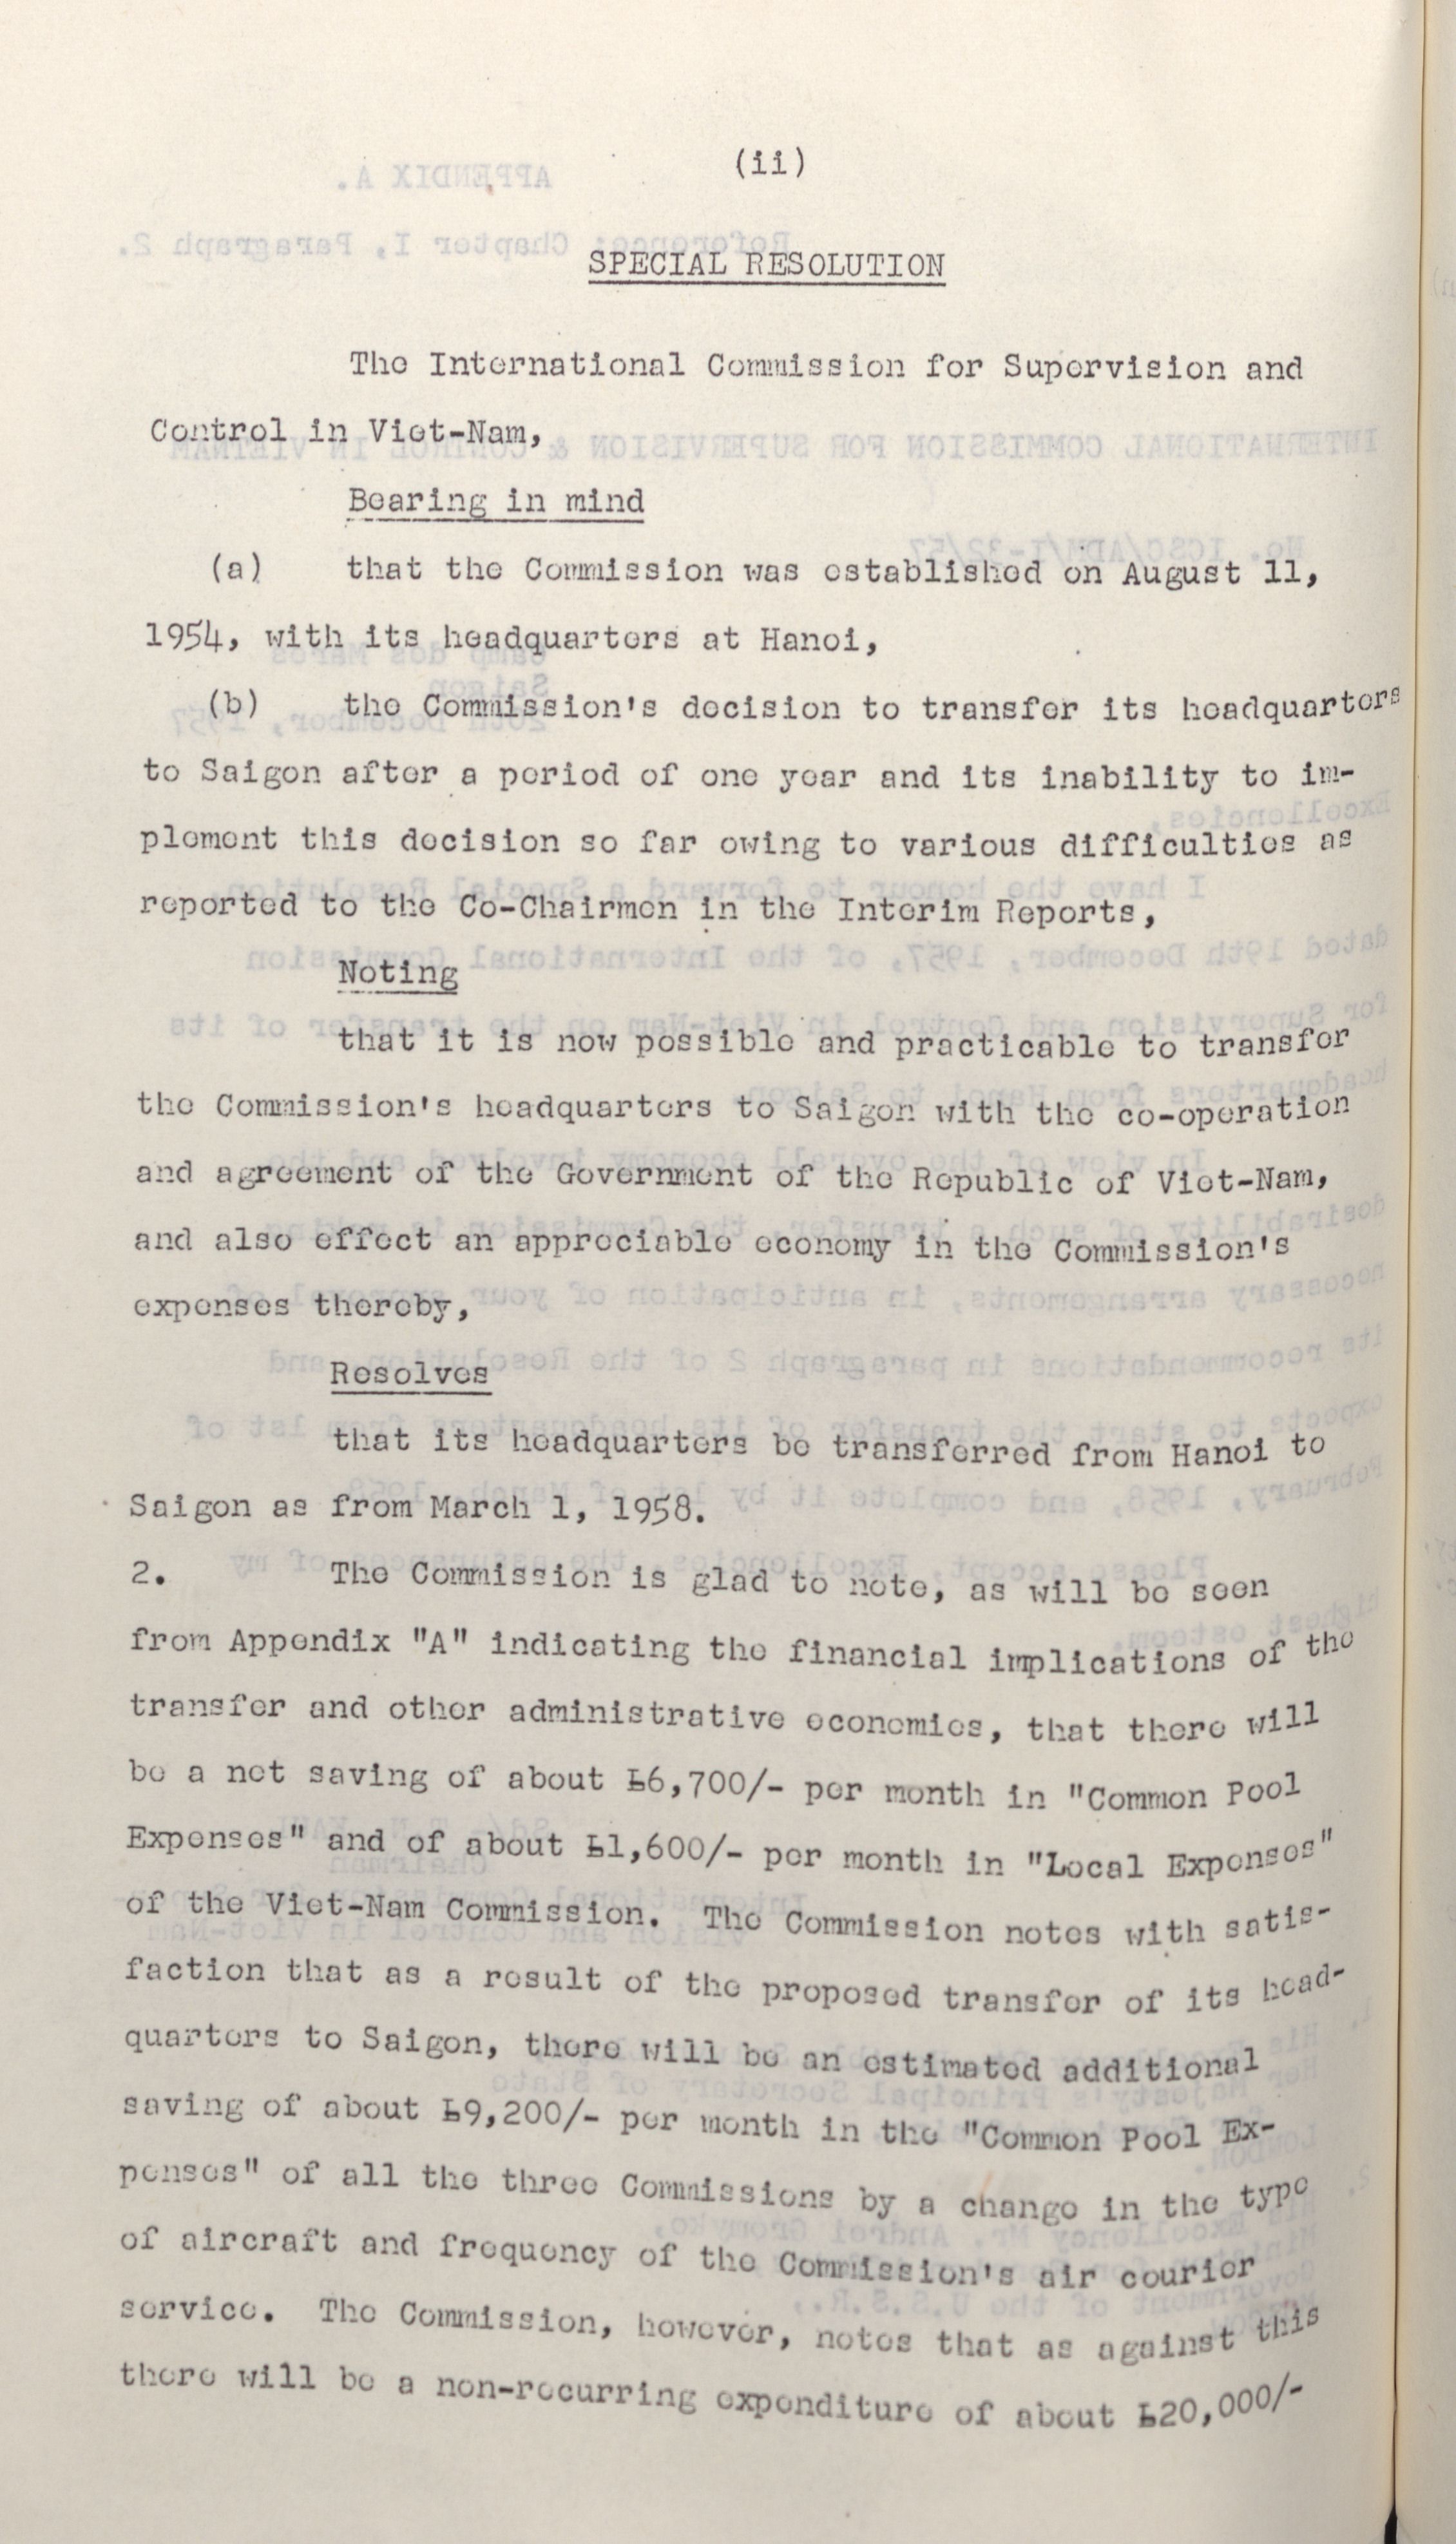 (ii)
SPECIAL RESOLUTION
The International Commission for Supervision and
Control in Viet-Nam,
Bearing in mind
(a) that the Commission was established on August 11,
1954, with its headquarters at Hanoi,
(b) the Commission's decision to transfer its headquarters
to Saigon after a period of one year and its inability to im-
plement this decision so far owing to various difficulties as
reported to the Co-Chairmen in the Interim Reports,
Noting
that it is now possible and practicable to transfer
the Commission's headquarters to Saigon with the co-operation
and agreement of the Government of the Republic of Viet-Nam,
and also effect an appreciable economy in the Commission's
expenses thereby,
Resolves
that its headquarters be transferred from Hanoi to
Saigon as from March 1, 1958.
2. The Commission is glad to note, as will be seen
from Appendix "A" indicating the financial implications of the
transfer and other administrative economies, that there will
be a net saving of about £6,700/- per month in "Common Pool
Expenses" and of about £1,600/- per month in "Local Expenses"
of the Viet-Nam Commission. The Commission notes with satis-
faction that as a result of the proposed transfer of its head-
quarters to Saigon, there will be an estimated additional
saving of about £9,200/- per month in the "Common Pool Ex-
penses" of all the three Commissions by a change in the type
of aircraft and frequency of the Commission's air courier
service. The Commission, however, notes that as against this
there will be a non-recurring expenditure of about £20,000/-